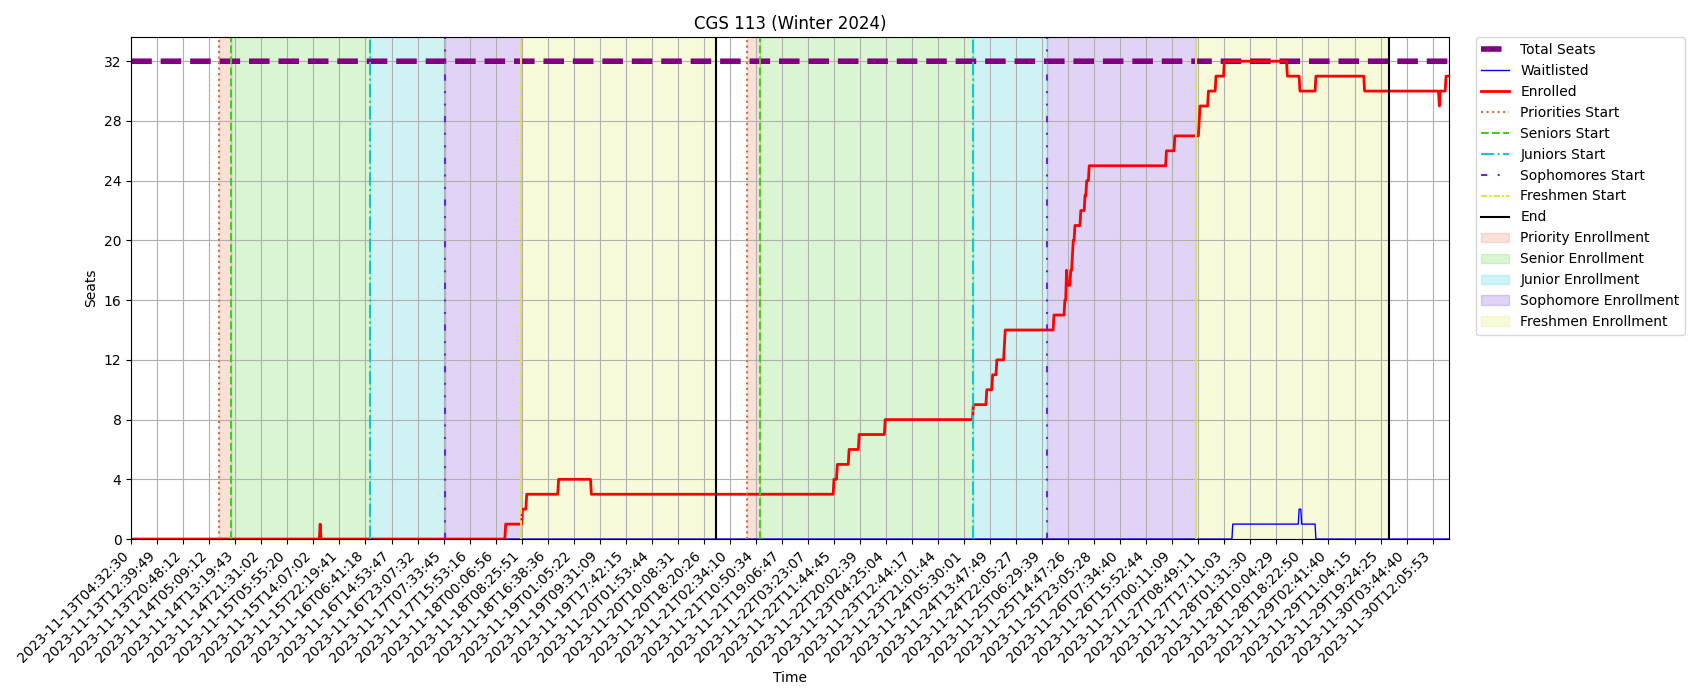 CGS 113 (Winter 2024)
Seats
32
28
24
20
16
12
8
4
0
2023-11-13T04:32:30
2023-11-13T12:39:49
2023-11-13T20:48:12
2023-11-14T05:09:12
2023-11-14T13:19:43
2023-11-14T21:31:02
2023-11-15T05:55:20
2023-11-15T14:07:02
2023-11-15T22:19:41
2023-11-16T06:41:18
2023-11-16T14:53:47
2023-11-16T23:07:32
2023-11-17T07:33:45
2023-11-17T15:53:16
2023-11-18T00:06:56
2023-11-18T08:25:51
2023-11-18T16:38:36
2023-11-19T01:05:22
2023-11-19T09:31:09
2023-11-19T17:42:15
2023-11-20T01:53:44
2023-11-20T10:08:31
2023-11-20T18:20:26
2023-11-21T02:34:10
2023-11-21T10:50:34
2023-11-21T19:06:47
2023-11-22T03:23:07
2023-11-22T11:44:45
2023-11-22T20:02:39
2023-11-23T04:25:04
2023-11-23T12:44:17
2023-11-23T21:01:44
2023-11-24T05:30:01
2023-11-24T13:47:49
2023-11-24T22:05:27
2023-11-25T06:29:39
2023-11-25T14:47:26
2023-11-25T23:05:28
2023-11-26T07:34:40
2023-11-26T15:52:44
2023-11-27T00:11:09
2023-11-27T08:49:11
2023-11-27T17:11:03
2023-11-28T01:31:30
2023-11-28T10:04:29
2023-11-28T18:22:50
2023-11-29T02:41:40
2023-11-29T11:04:15
2023-11-29T19:24:25
2023-11-30T03:44:40
2023-11-30T12:05:53
Time
Total Seats
Waitlisted
Enrolled
Priorities Start
Seniors Start
Juniors Start
Sophomores Start
Freshmen Start
End
Priority Enrollment
Senior Enrollment
Junior Enrollment
Sophomore Enrollment
Freshmen Enrollment